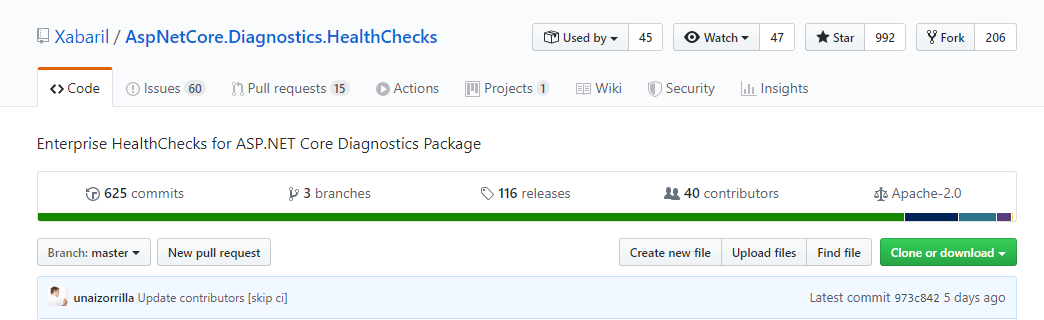 Xabaril / AspNetCore.Diagnostics.HealthChecks Used by 45 Watch 47 Star 992 Fork 206
Code Issues 60 Pull requests 15 Actions Projects 1 Wiki Security Insights
Enterprise HealthChecks for ASP.NET Core Diagnostics Package
625 commits 3 branches 116 releases 40 contributors Apache-2.0
Branch: master New pull request Create new file Upload files Find file Clone or download
unaizorrilla Update contributors [skip ci] Latest commit 973c842 5 days ago